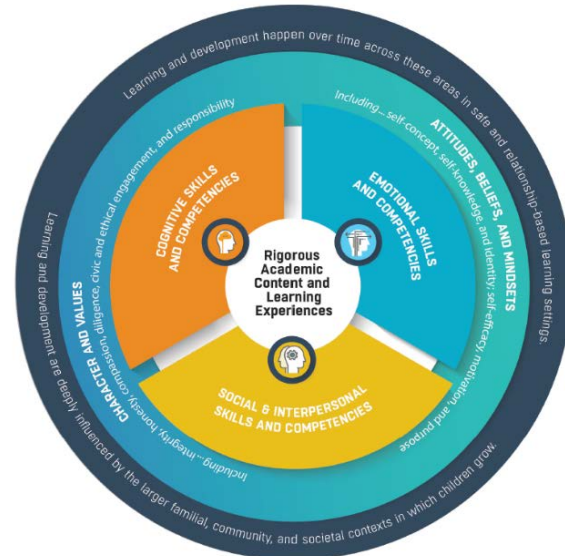 Learning and development happen over time across these areas in safe and relationship-based learning settings.
Learning and development are deeply influenced by the larger familial, community, and societal contexts in which children grow.
ATTITUDES, BELIEFS, AND MINDSETS
Including... self-concept, self-knowledge, and identity; self-efficacy, motivation, and purpose
CHARACTER AND VALUES
Including... integrity, honesty, compassion, diligence, civic and ethical engagement, and responsibility
COGNITIVE SKILLS
AND COMPETENCIES
EMOTIONAL SKILLS
AND COMPETENCIES
Rigorous
Academic
Content and
Learning
Experiences
SOCIAL & INTERPERSONAL
SKILLS AND COMPETENCIES